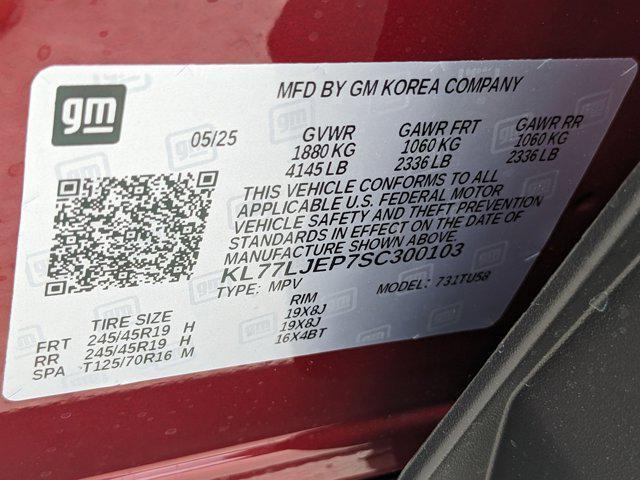 gm
MFD BY GM KOREA COMPANY
05/25 GVWR GAWR FRT GAWR RR
1880 KG 1060 KG 1060 KG
4145 LB 2336 LB 2336 LB
THIS VEHICLE CONFORMS TO ALL
APPLICABLE U.S. FEDERAL MOTOR
VEHICLE SAFETY AND THEFT PREVENTION
STANDARDS IN EFFECT ON THE DATE OF
MANUFACTURE SHOWN ABOVE.
KL77LJEP7SC300103
TYPE: MPV MODEL: 731TU58
TIRE SIZE RIM
FRT 245/45R19 H 19X8J
RR 245/45R19 H 19X8J
SPA T125/70R16 M 16X4BT